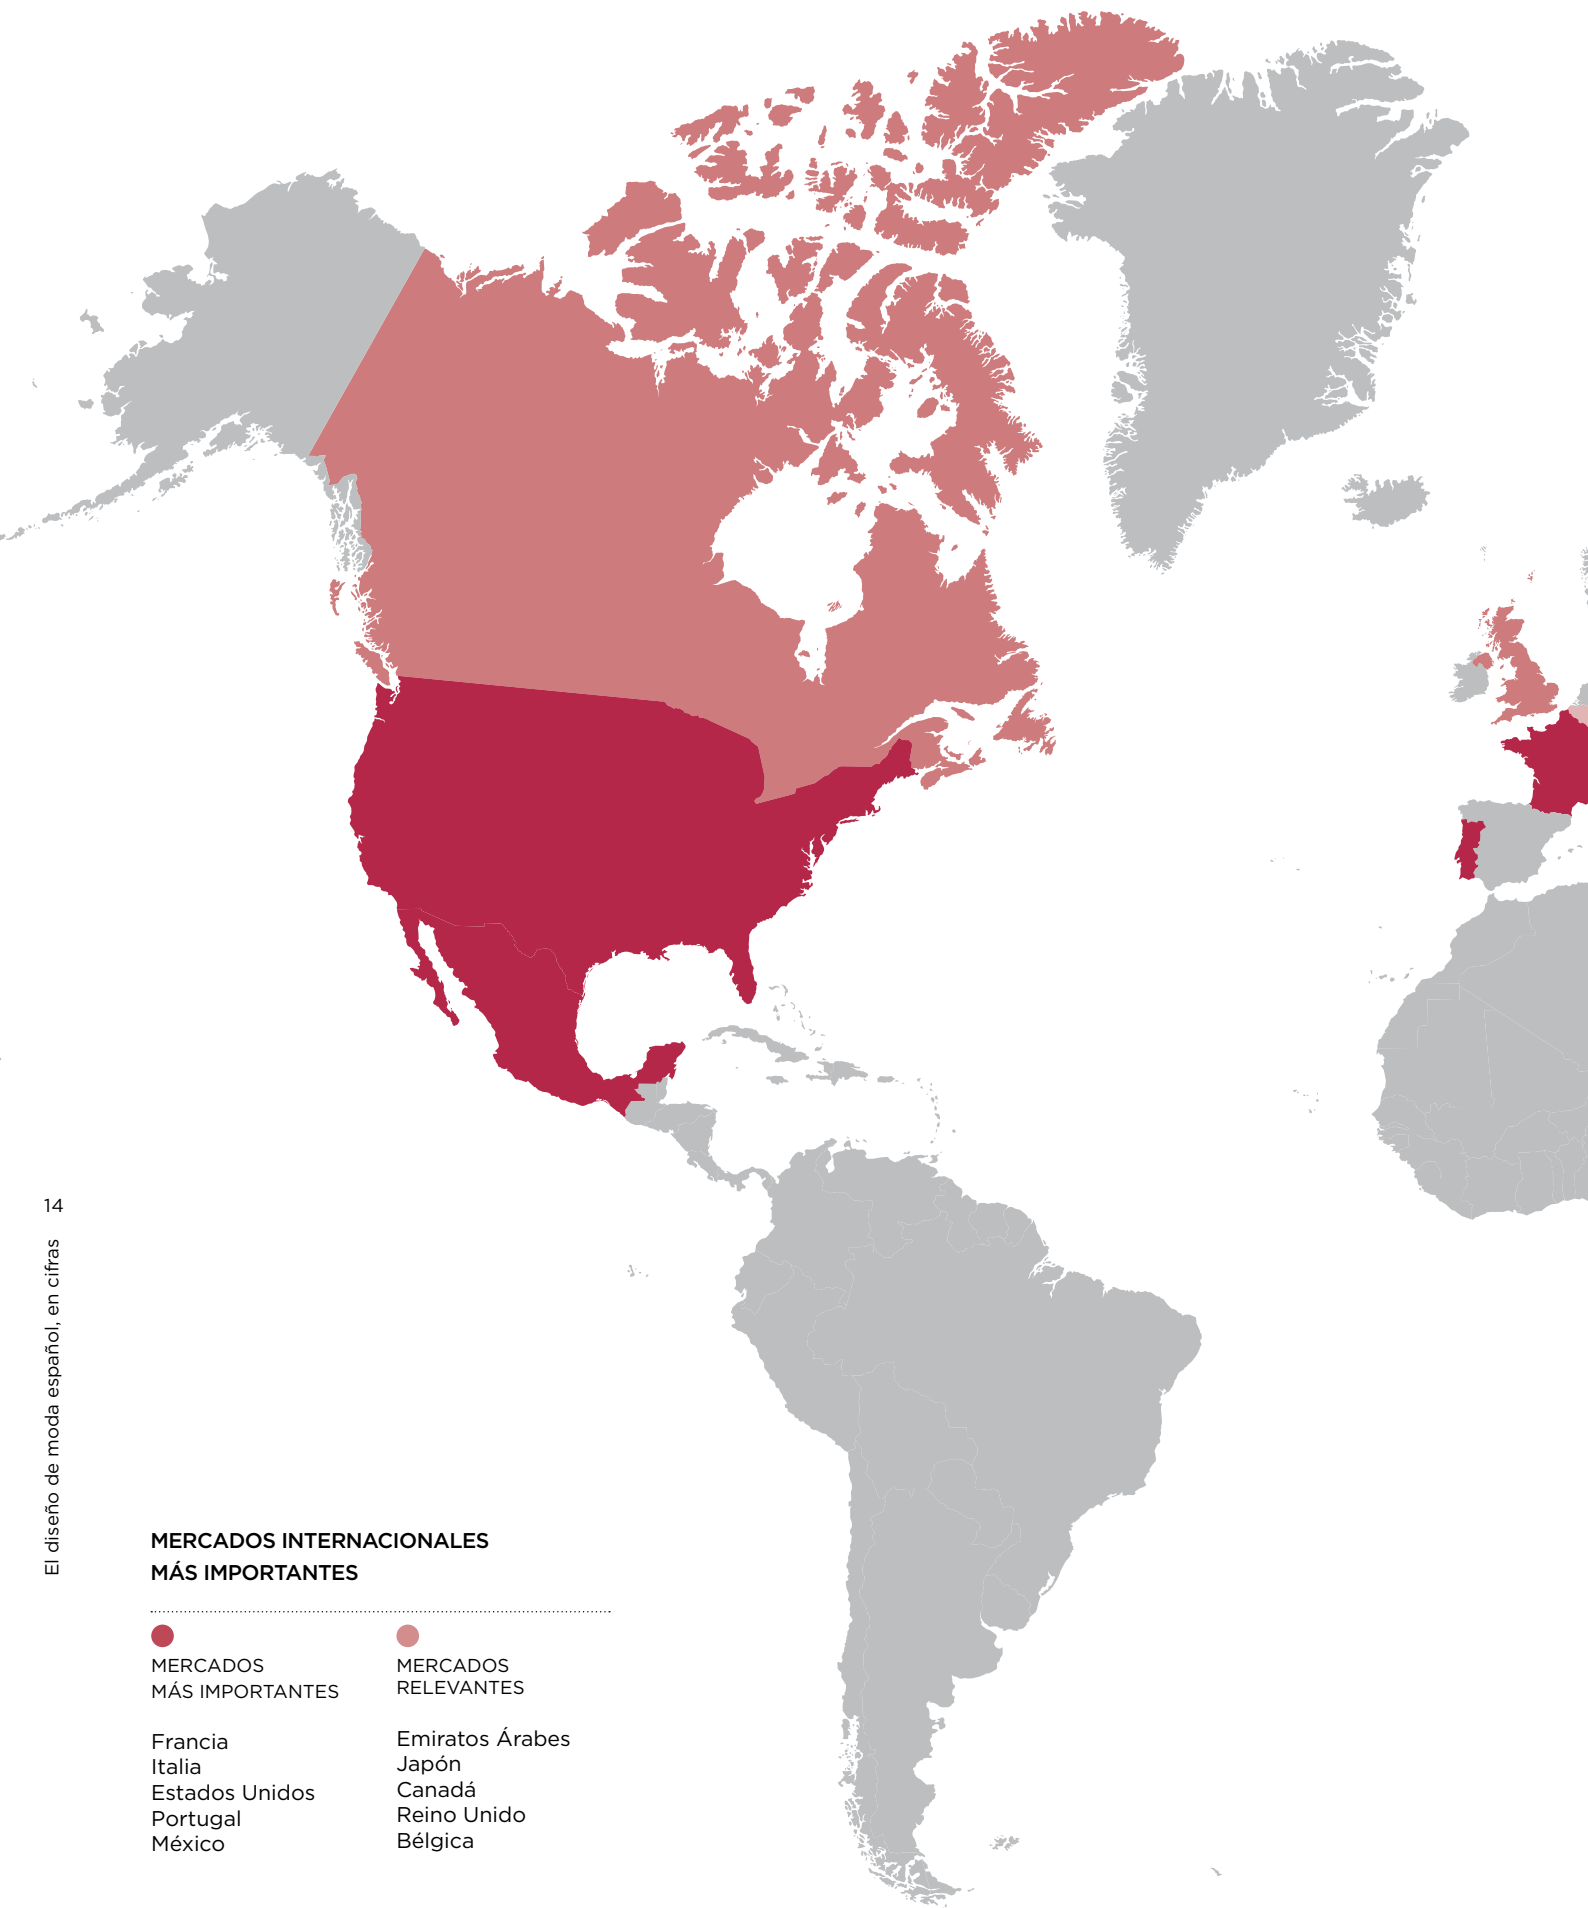 14
El diseño de moda español, en cifras
MERCADOS INTERNACIONALES
MÁS IMPORTANTES
MERCADOS
MÁS IMPORTANTES
Francia
Italia
Estados Unidos
Portugal
México
MERCADOS
RELEVANTES
Emiratos Árabes
Japón
Canadá
Reino Unido
Bélgica